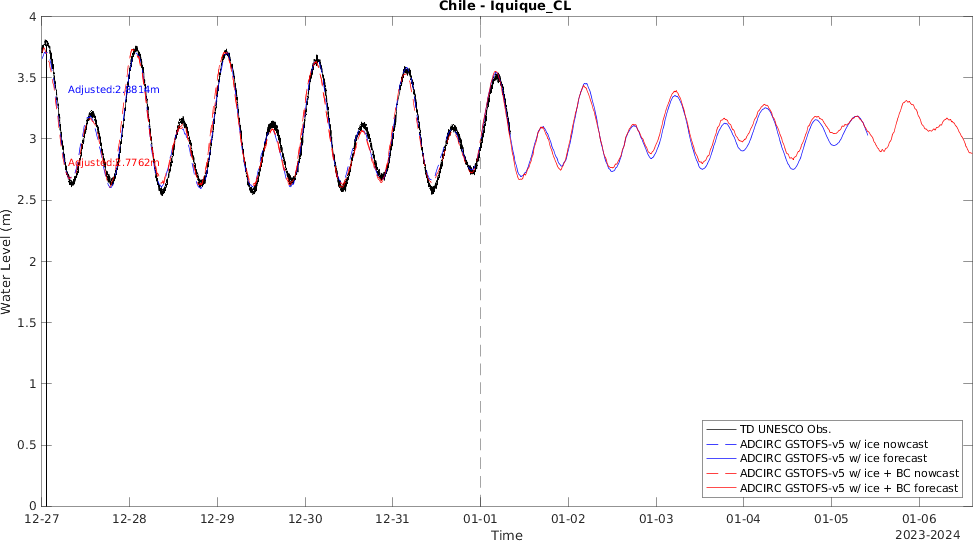 Chile - Iquique_CL
4
3.5
3
2.5
2
1.5
1
0.5
0
Water Level (m)
Adjusted:2.8814m
Adjusted:2.7762m
TD UNESCO Obs.
ADCIRC GSTOFS-v5 w/ ice nowcast
ADCIRC GSTOFS-v5 w/ ice forecast
ADCIRC GSTOFS-v5 w/ ice + BC nowcast
ADCIRC GSTOFS-v5 w/ ice + BC forecast
12-27 12-28 12-29 12-30 12-31 01-01 01-02 01-03 01-04 01-05 01-06
Time
2023-2024